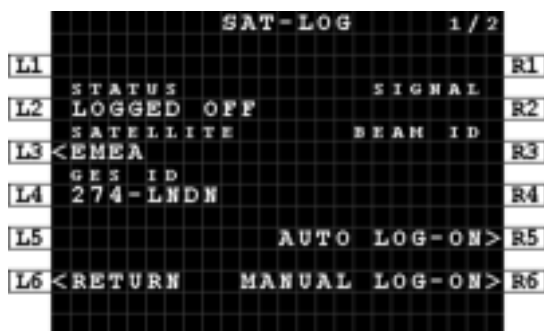 SAT-LOG 1/2
L1 R1
STATUS SIGNAL
L2 LOGGED OFF R2
SATELLITE BEAM ID
L3 <EMEA R3
GES ID
L4 274-LNDN R4
L5 AUTO LOG-ON> R5
L6 <RETURN MANUAL LOG-ON> R6